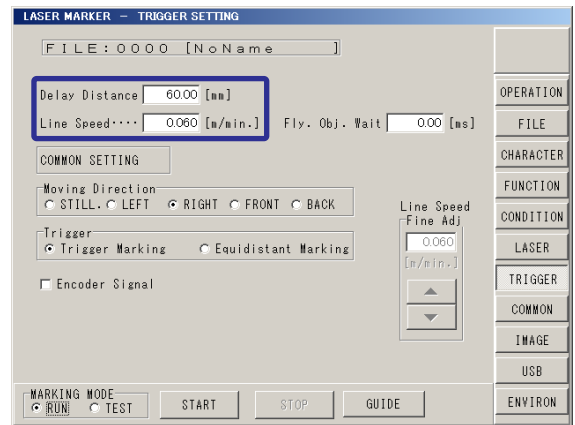 LASER MARKER － TRIGGER SETTING
FILE:0000 [NoName ]
Delay Distance 60.00 [mm]
Line Speed････ 0.060 [m/min.] Fly. Obj. Wait 0.00 [ms]
COMMON SETTING
Moving Direction
STILL. LEFT RIGHT FRONT BACK
Trigger
Trigger Marking Equidistant Marking
Encoder Signal
Line Speed
Fine Adj
0.060
[m/min.]
MARKING MODE
RUN TEST
START
STOP
GUIDE
OPERATION
FILE
CHARACTER
FUNCTION
CONDITION
LASER
TRIGGER
COMMON
IMAGE
USB
ENVIRON